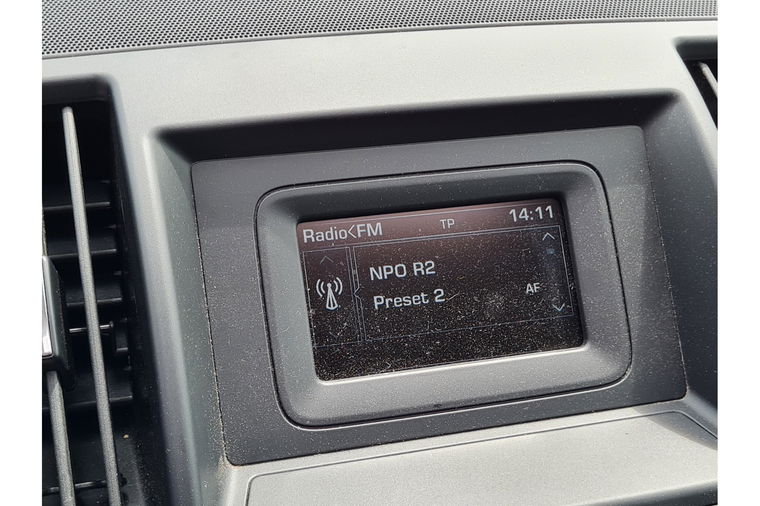 Radio<FM TP 14:11
NPO R2
Preset 2 AF